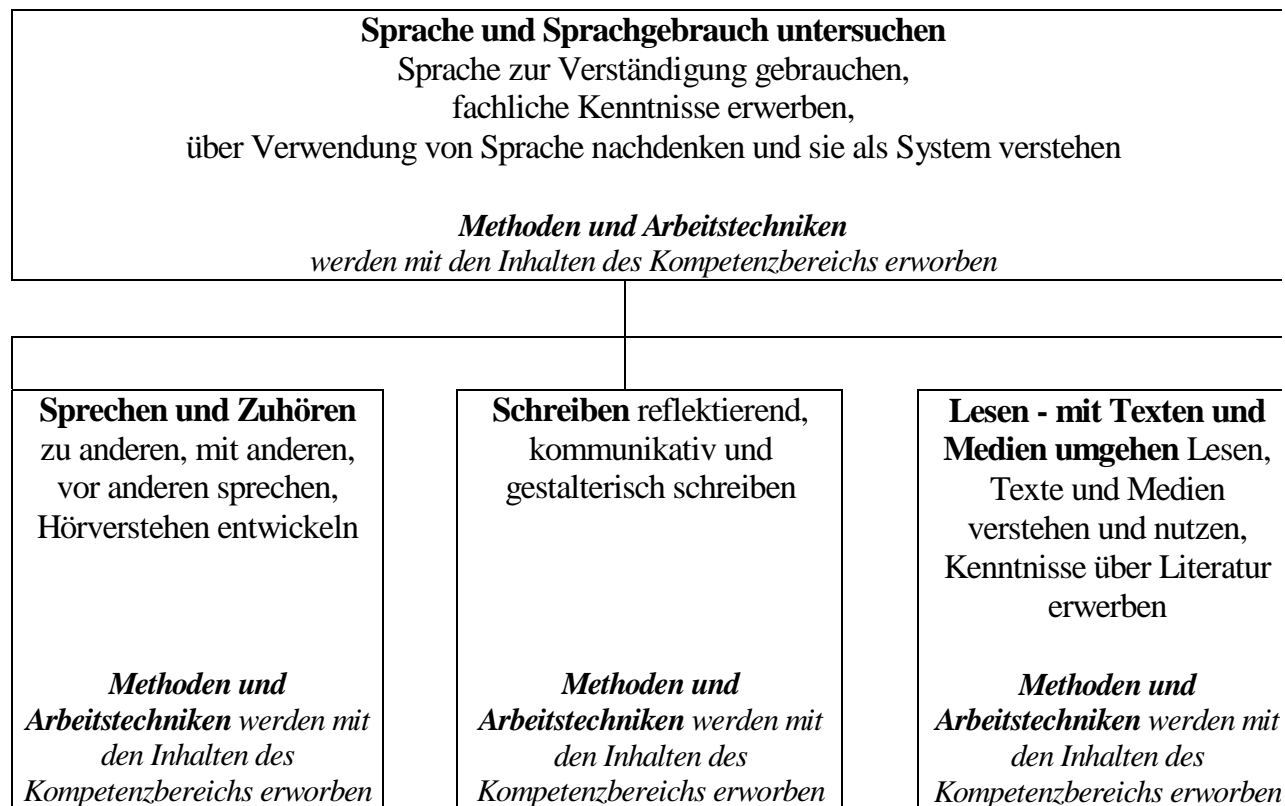 Sprache und Sprachgebrauch untersuchen
Sprache zur Verständigung gebrauchen,
fachliche Kenntnisse erwerben,
über Verwendung von Sprache nachdenken und sie als System verstehen
Methoden und Arbeitstechniken
werden mit den Inhalten des Kompetenzbereichs erworben
Sprechen und Zuhören
zu anderen, mit anderen,
vor anderen sprechen,
Hörverstehen entwickeln
Methoden und
Arbeitstechniken werden mit
den Inhalten des
Kompetenzbereichs erworben
Schreiben reflektierend,
kommunikativ und
gestalterisch schreiben
Methoden und
Arbeitstechniken werden mit
den Inhalten des
Kompetenzbereichs erworben
Lesen - mit Texten und
Medien umgehen Lesen,
Texte und Medien
verstehen und nutzen,
Kenntnisse über Literatur
erwerben
Methoden und
Arbeitstechniken werden mit
den Inhalten des
Kompetenzbereichs erworben